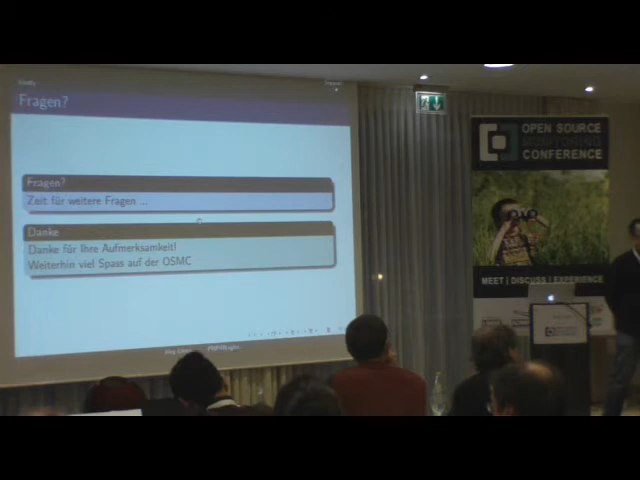 Fragen?
Fragen?
Zeit für weitere Fragen ...
Danke
Danke für Ihre Aufmerksamkeit!
Weiterhin viel Spass auf der OSMC
OPEN SOURCE
MONITORING
CONFERENCE
MEET | DISCUSS | EXPERIENCE